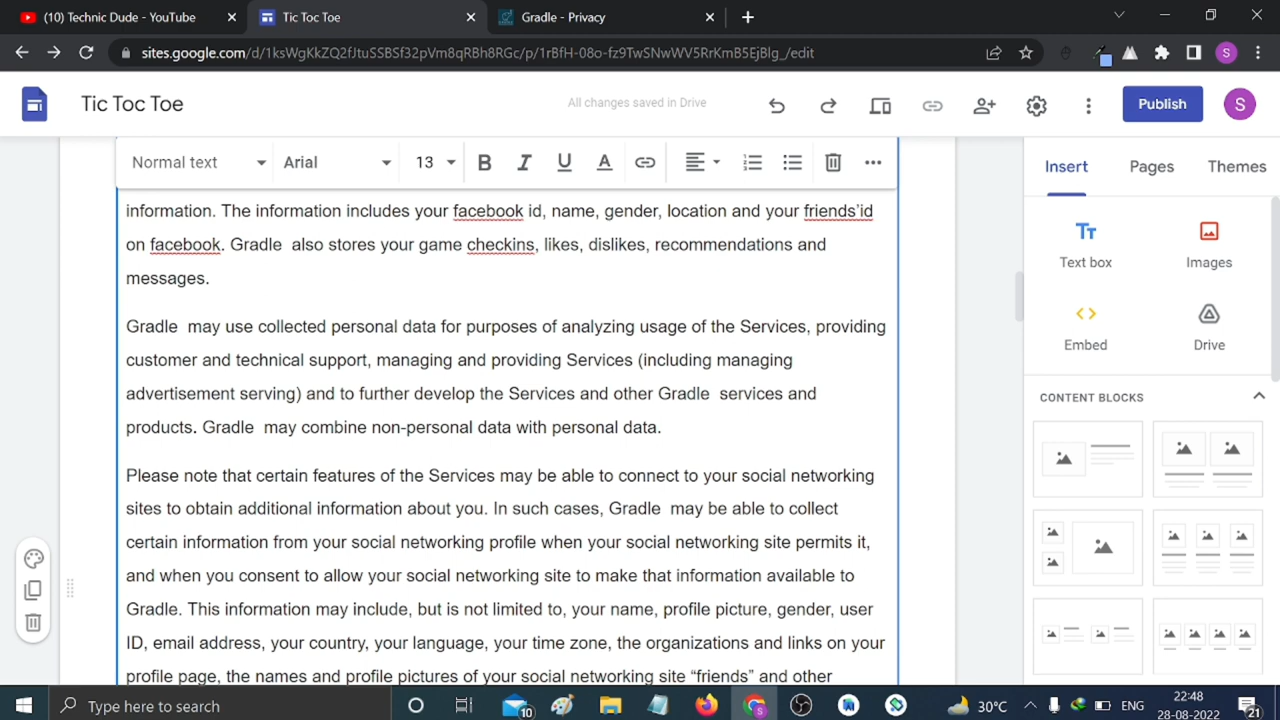 (10) Technic Dude - YouTube
Tic Toc Toe
Gradle - Privacy
sites.google.com/d/1ksWgKkZQ2fJtuSSBSf32pVm8qRBh8RGc/p/1rBfH-08o-fz9TwSNwWV5RrKmB5EjBlg_/edit
S
Tic Toc Toe
All changes saved in Drive
Publish
S
Normal text
Arial
13
B
I
U
A
Insert
Pages
Themes
information. The information includes your facebook id, name, gender, location and your friends'id
on facebook. Gradle  also stores your game checkins, likes, dislikes, recommendations and
messages.
Gradle  may use collected personal data for purposes of analyzing usage of the Services, providing
customer and technical support, managing and providing Services (including managing
advertisement serving) and to further develop the Services and other Gradle  services and
products. Gradle  may combine non-personal data with personal data.
Please note that certain features of the Services may be able to connect to your social networking
sites to obtain additional information about you. In such cases, Gradle  may be able to collect
certain information from your social networking profile when your social networking site permits it,
and when you consent to allow your social networking site to make that information available to
Gradle. This information may include, but is not limited to, your name, profile picture, gender, user
ID, email address, your country, your language, your time zone, the organizations and links on your
profile page, the names and profile pictures of your social networking site “friends” and other
Tт
Text box
Images
Embed
Drive
CONTENT BLOCKS
Type here to search
10
S
30°C
ENG
22:48
28-08-2022
21